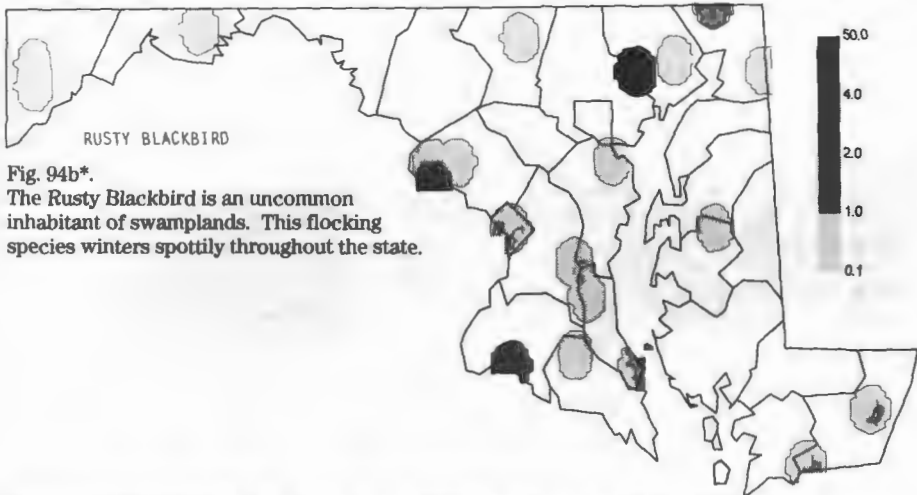 RUSTY BLACKBIRD
Fig. 94b*.
The Rusty Blackbird is an uncommon
inhabitant of swamplands. This flocking
species winters spottily throughout the state.
50.0
4.0
2.0
1.0
0.1